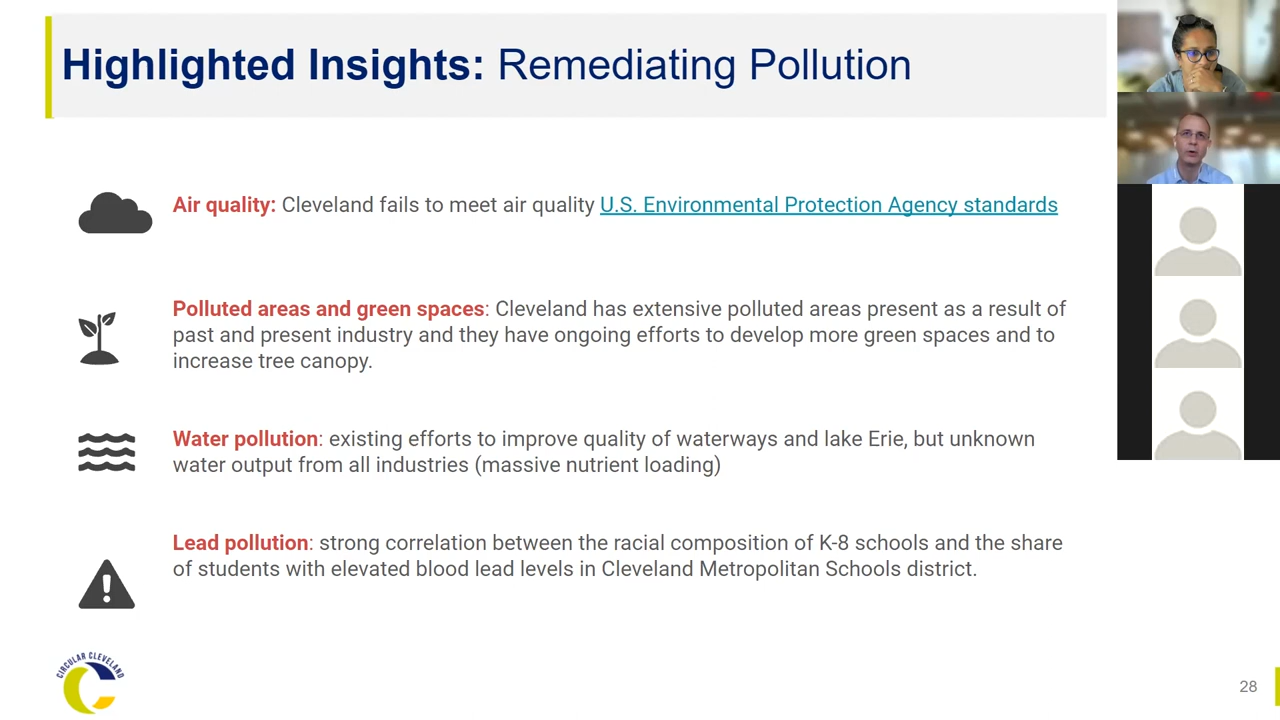 Highlighted Insights: Remediating Pollution
Air quality: Cleveland fails to meet air quality U.S. Environmental Protection Agency standards
Polluted areas and green spaces: Cleveland has extensive polluted areas present as a result of
past and present industry and they have ongoing efforts to develop more green spaces and to
increase tree canopy.
Water pollution: existing efforts to improve quality of waterways and lake Erie, but unknown
water output from all industries (massive nutrient loading)
Lead pollution: strong correlation between the racial composition of K-8 schools and the share
of students with elevated blood lead levels in Cleveland Metropolitan Schools district.
CIRCULAR CLEVELAND
28